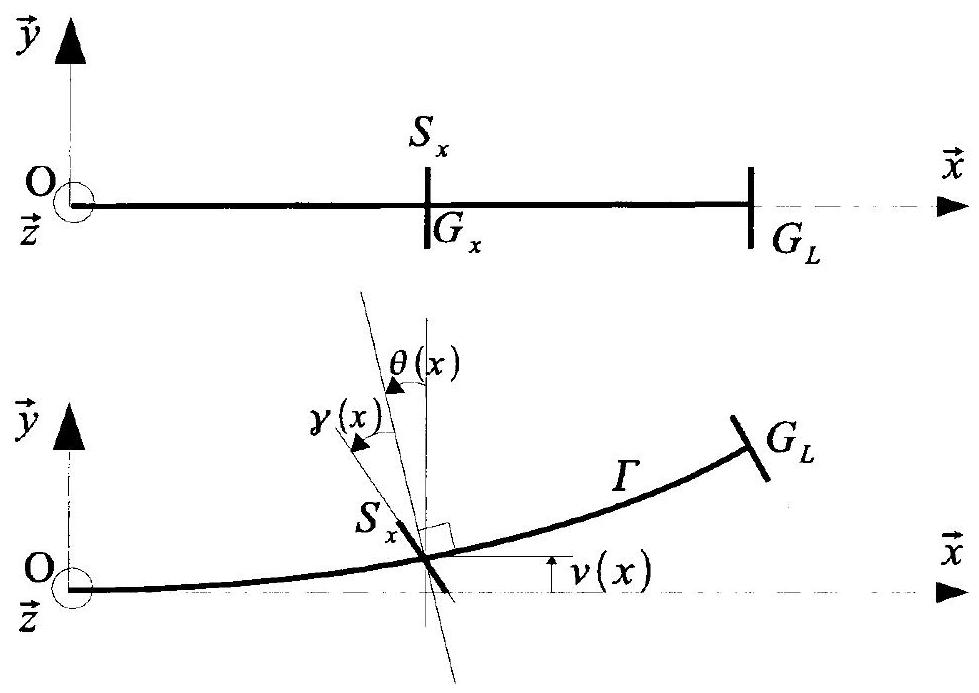 y⃗
S_x
O
x⃗
z⃗
G_x
G_L
θ(x)
γ(x)
y⃗
G_L
Γ
S_x
O
v(x)
x⃗
z⃗